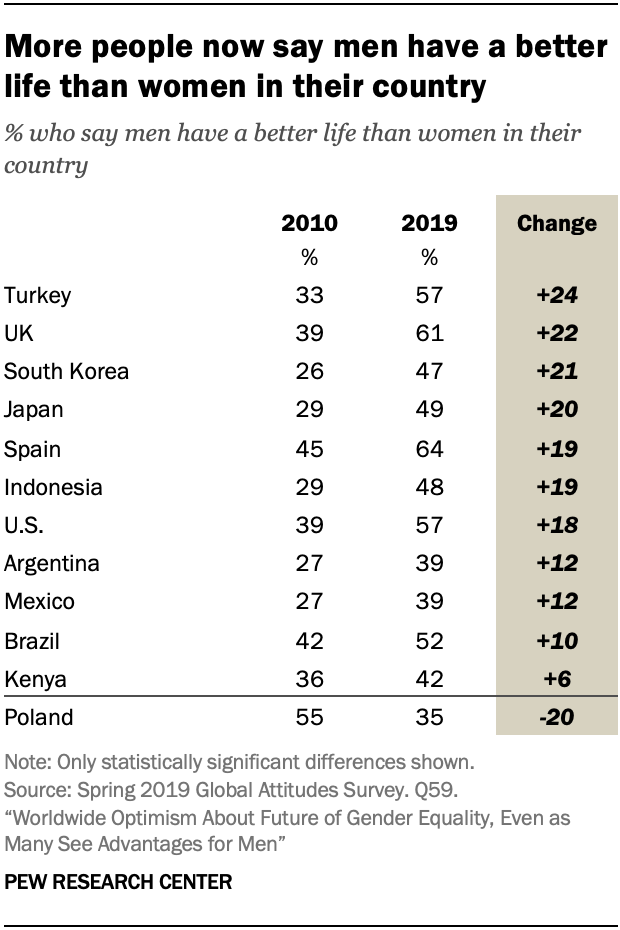 More people now say men have a better
life than women in their country
% who say men have a better life than women in their
country
2010 2019 Change
% %
Turkey 33 57 +24
UK 39 61 +22
South Korea 26 47 +21
Japan 29 49 +20
Spain 45 64 +19
Indonesia 29 48 +19
U.S. 39 57 +18
Argentina 27 39 +12
Mexico 27 39 +12
Brazil 42 52 +10
Kenya 36 42 +6
Poland 55 35 -20
Note: Only statistically significant differences shown.
Source: Spring 2019 Global Attitudes Survey. Q59.
“Worldwide Optimism About Future of Gender Equality, Even as
Many See Advantages for Men”
PEW RESEARCH CENTER